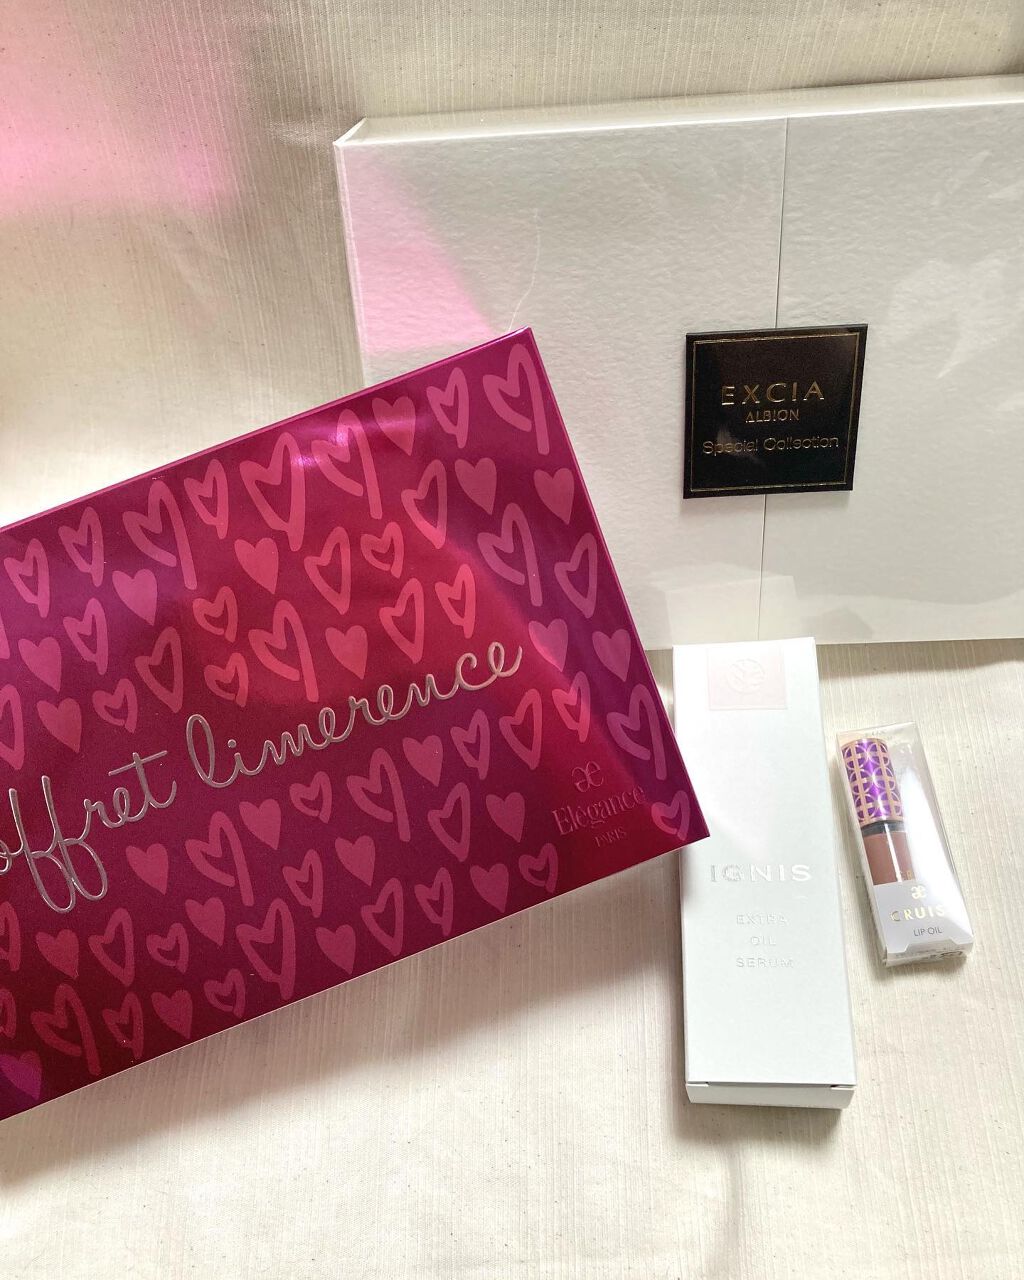 EXCIA
ALBION
Special Collection
offret limerence
æ
Elégance
PARIS
IGNIS
EXTRA
OIL
SERUM
æ
CRUIS
LIP OIL